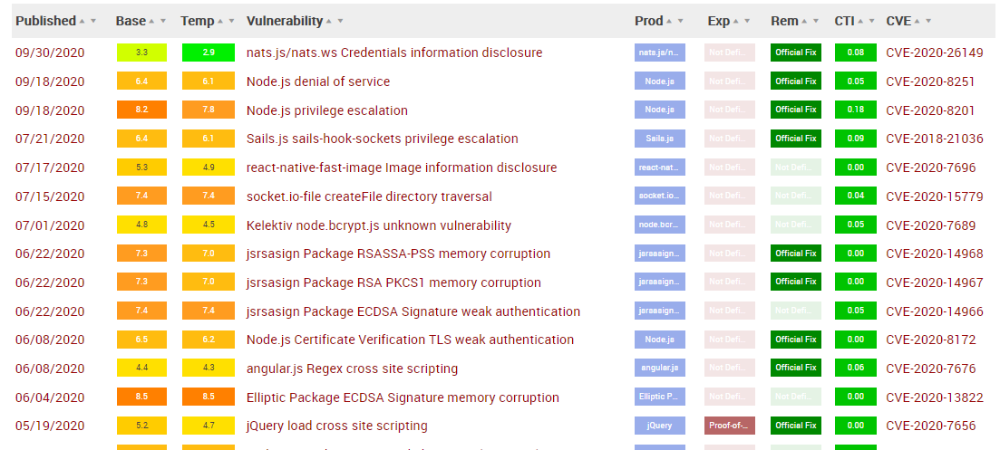 Published Base Temp Vulnerability Prod Exp Rem CTI CVE
09/30/2020 3.3 2.9 nats.js/nats.ws Credentials information disclosure nats.js/n... Not Defi... Official Fix 0.08 CVE-2020-26149
09/18/2020 6.4 6.1 Node.js denial of service Node.js Not Defi... Official Fix 0.05 CVE-2020-8251
09/18/2020 8.2 7.8 Node.js privilege escalation Node.js Not Defi... Official Fix 0.18 CVE-2020-8201
07/21/2020 6.4 6.1 Sails.js sails-hook-sockets privilege escalation Sails.js Not Defi... Official Fix 0.09 CVE-2018-21036
07/17/2020 5.3 4.9 react-native-fast-image Image information disclosure react-nat... Not Defi... Not Defi... 0.00 CVE-2020-7696
07/15/2020 7.4 7.4 socket.io-file createFile directory traversal socket.io... Not Defi... Not Defi... 0.04 CVE-2020-15779
07/01/2020 4.8 4.5 Kelektiv node.bcrypt.js unknown vulnerability node.bcr... Not Defi... Not Defi... 0.05 CVE-2020-7689
06/22/2020 7.3 7.0 jsrsasign Package RSASSA-PSS memory corruption jsrsasign... Not Defi... Official Fix 0.00 CVE-2020-14968
06/22/2020 7.3 7.0 jsrsasign Package RSA PKCS1 memory corruption jsrsasign... Not Defi... Official Fix 0.00 CVE-2020-14967
06/22/2020 7.4 7.4 jsrsasign Package ECDSA Signature weak authentication jsrsasign... Not Defi... Not Defi... 0.05 CVE-2020-14966
06/08/2020 6.5 6.2 Node.js Certificate Verification TLS weak authentication Node.js Not Defi... Official Fix 0.00 CVE-2020-8172
06/08/2020 4.4 4.3 angular.js Regex cross site scripting angular.js Not Defi... Official Fix 0.06 CVE-2020-7676
06/04/2020 8.5 8.5 Elliptic Package ECDSA Signature memory corruption Elliptic P... Not Defi... Not Defi... 0.00 CVE-2020-13822
05/19/2020 5.2 4.7 jQuery load cross site scripting jQuery Proof-of-... Official Fix 0.00 CVE-2020-7656